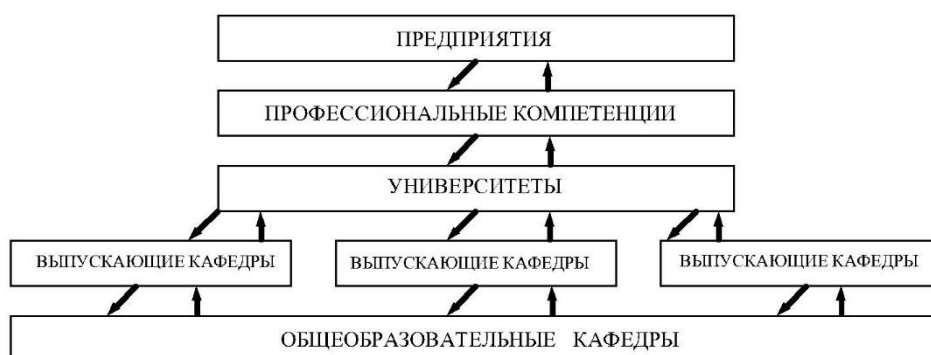 ПРЕДПРИЯТИЯ
ПРОФЕССИОНАЛЬНЫЕ КОМПЕТЕНЦИИ
УНИВЕРСИТЕТЫ
ВЫПУСКАЮЩИЕ КАФЕДРЫ
ВЫПУСКАЮЩИЕ КАФЕДРЫ
ВЫПУСКАЮЩИЕ КАФЕДРЫ
ОБЩЕОБРАЗОВАТЕЛЬНЫЕ КАФЕДРЫ